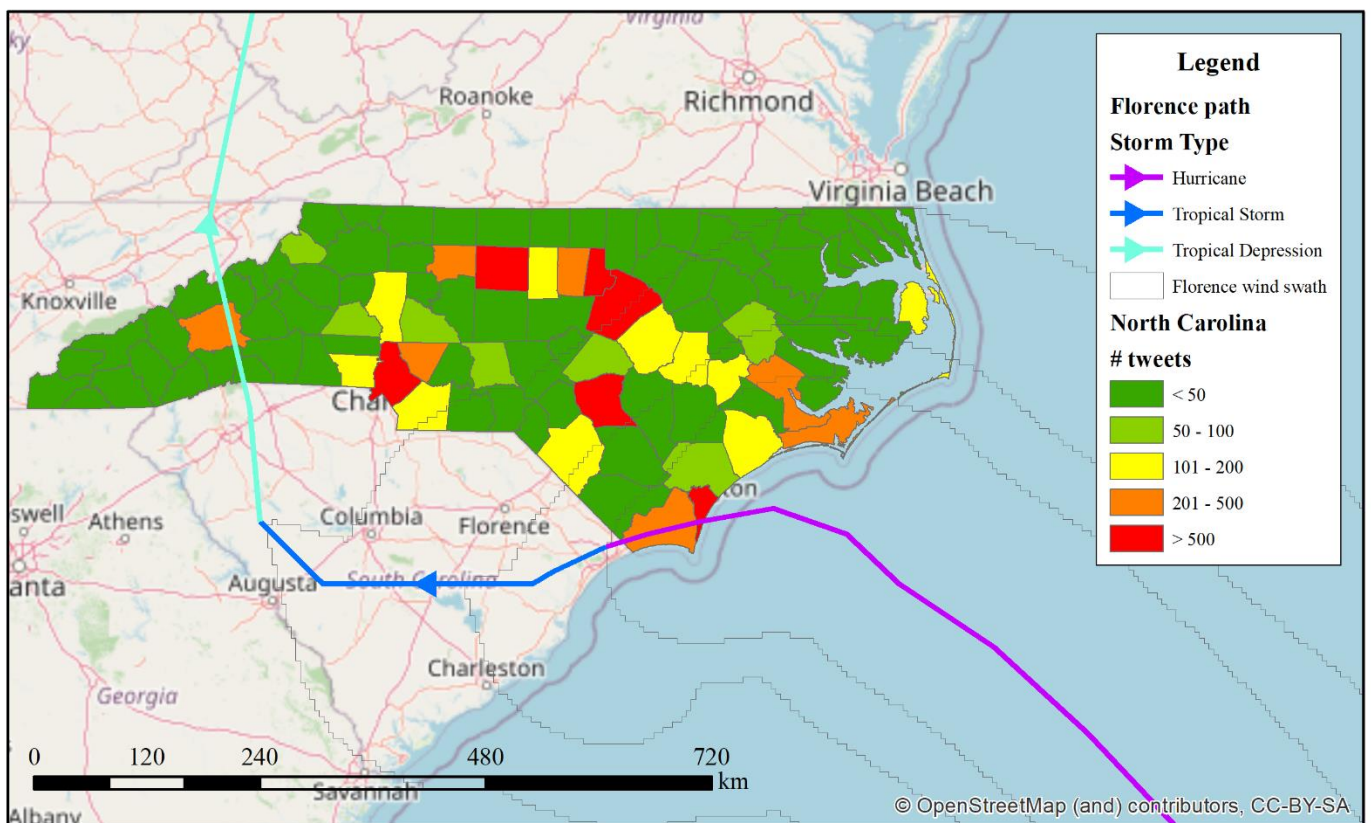 Virginia
ky
Roanoke
Richmond
Virginia Beach
Knoxville
Char
ton
swell
Athens
Columbia
Florence
anta
Augusta
South Carolina
Charleston
Georgia
Savannah
Albany
0 120 240 480 720
km
Legend
Florence path
Storm Type
Hurricane
Tropical Storm
Tropical Depression
Florence wind swath
North Carolina
# tweets
< 50
50 - 100
101 - 200
201 - 500
> 500
© OpenStreetMap (and) contributors, CC-BY-SA